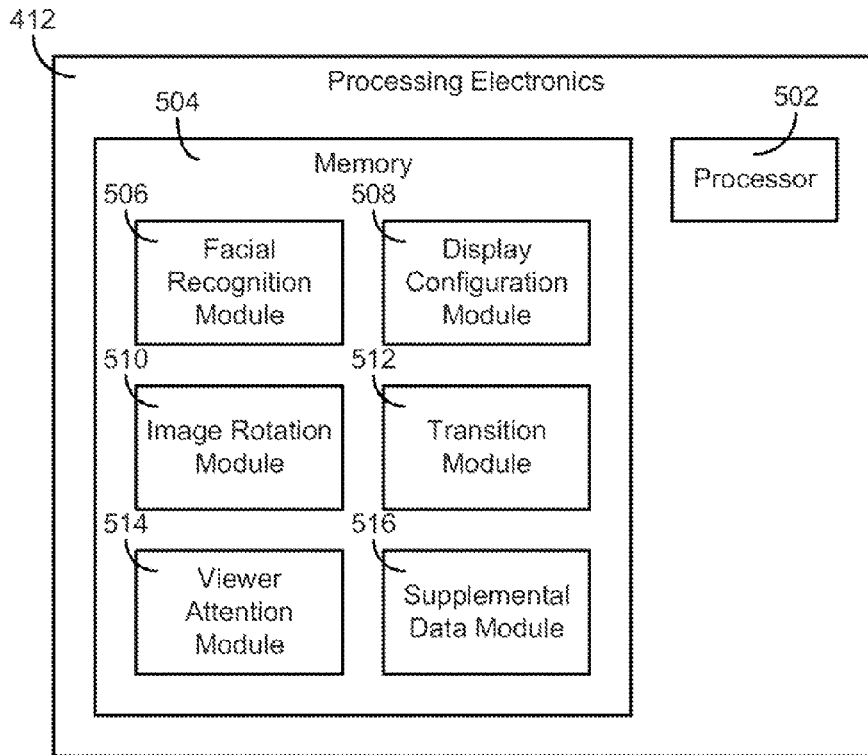 412
Processing Electronics
504
502
Memory
Processor
506
508
Facial
Recognition
Module
Display
Configuration
Module
510
512
Image Rotation
Module
Transition
Module
514
516
Viewer
Attention
Module
Supplemental
Data Module